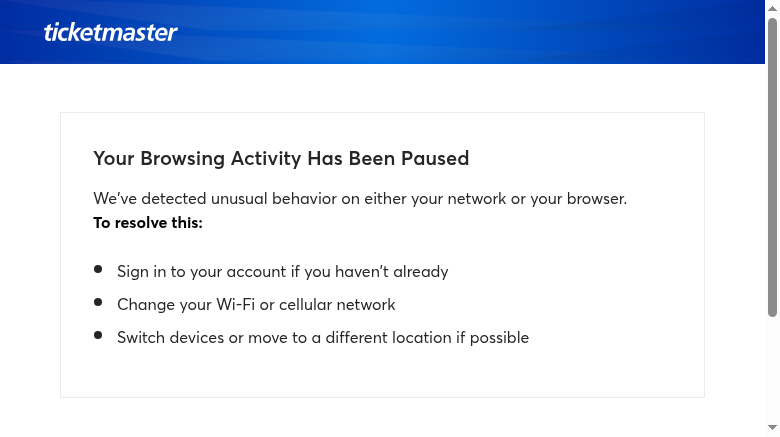 ticketmaster
Your Browsing Activity Has Been Paused
We've detected unusual behavior on either your network or your browser.
To resolve this:
Sign in to your account if you haven't already
Change your Wi-Fi or cellular network
Switch devices or move to a different location if possible